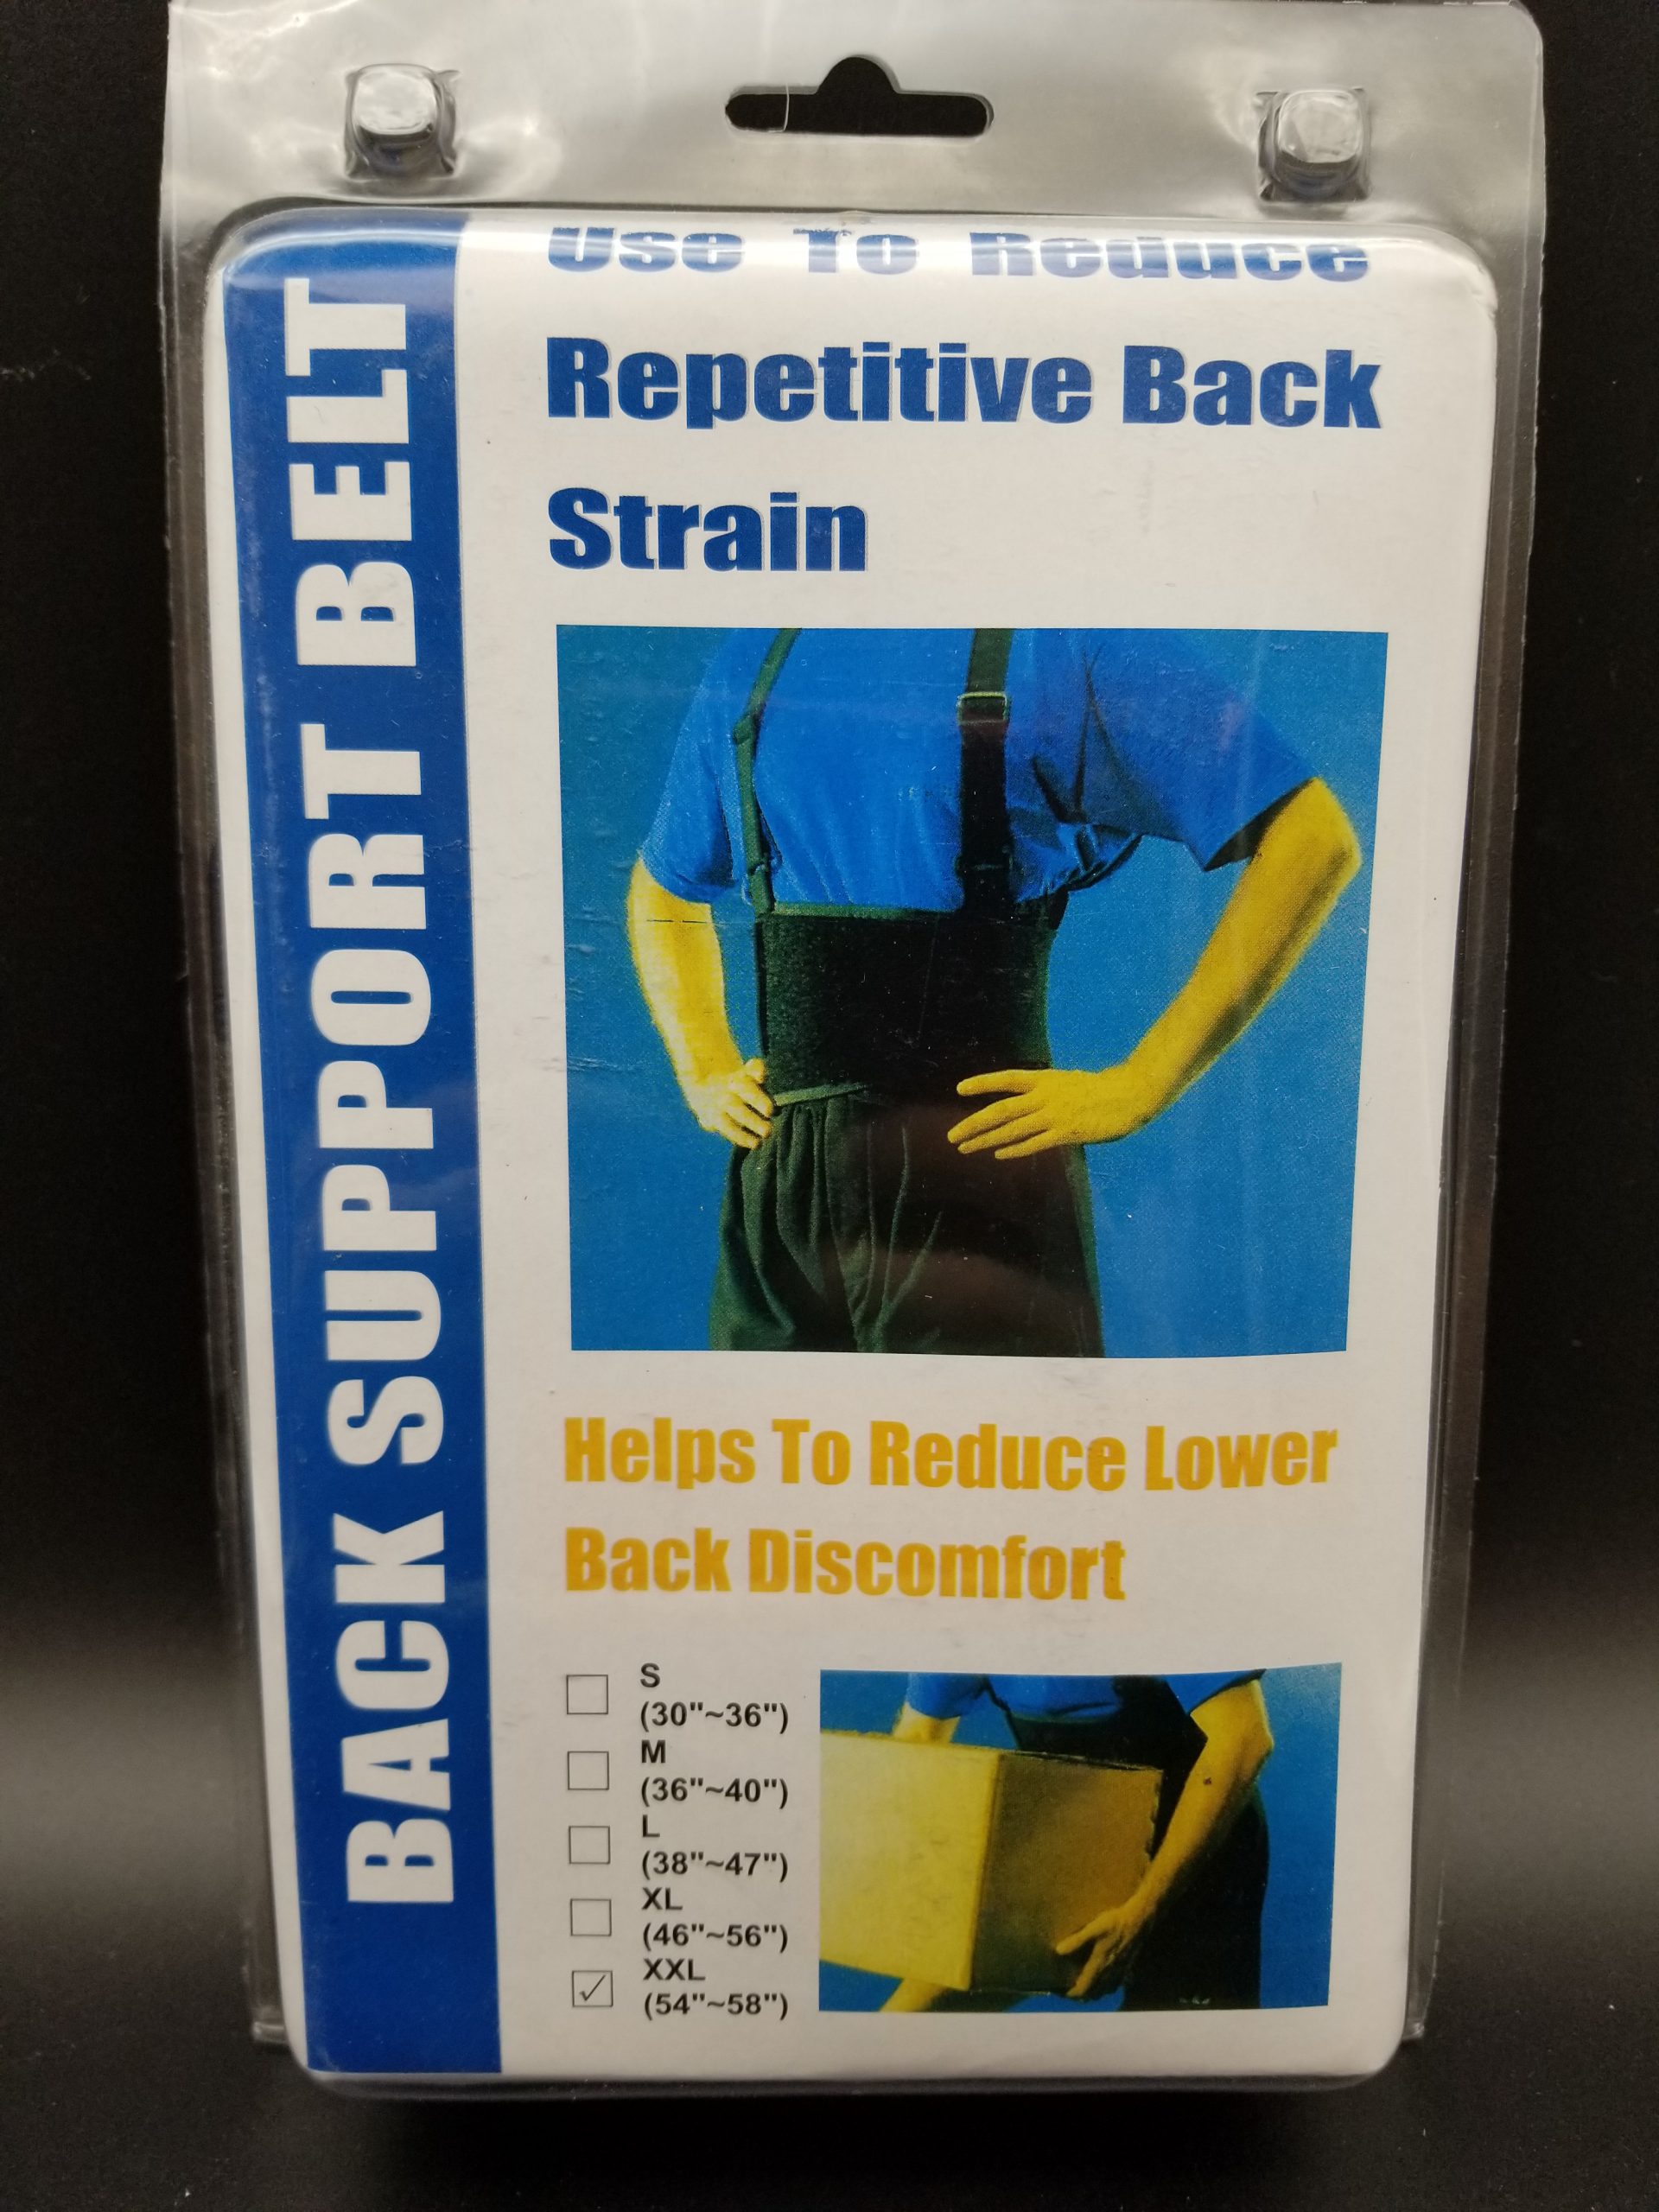 BACK SUPPORT BELT
Use To Reduce
Repetitive Back
Strain
Helps To Reduce Lower
Back Discomfort
S
(30"~36")
M
(36"~40")
L
(38"~47")
XL
(46"~56")
XXL
(54"~58")